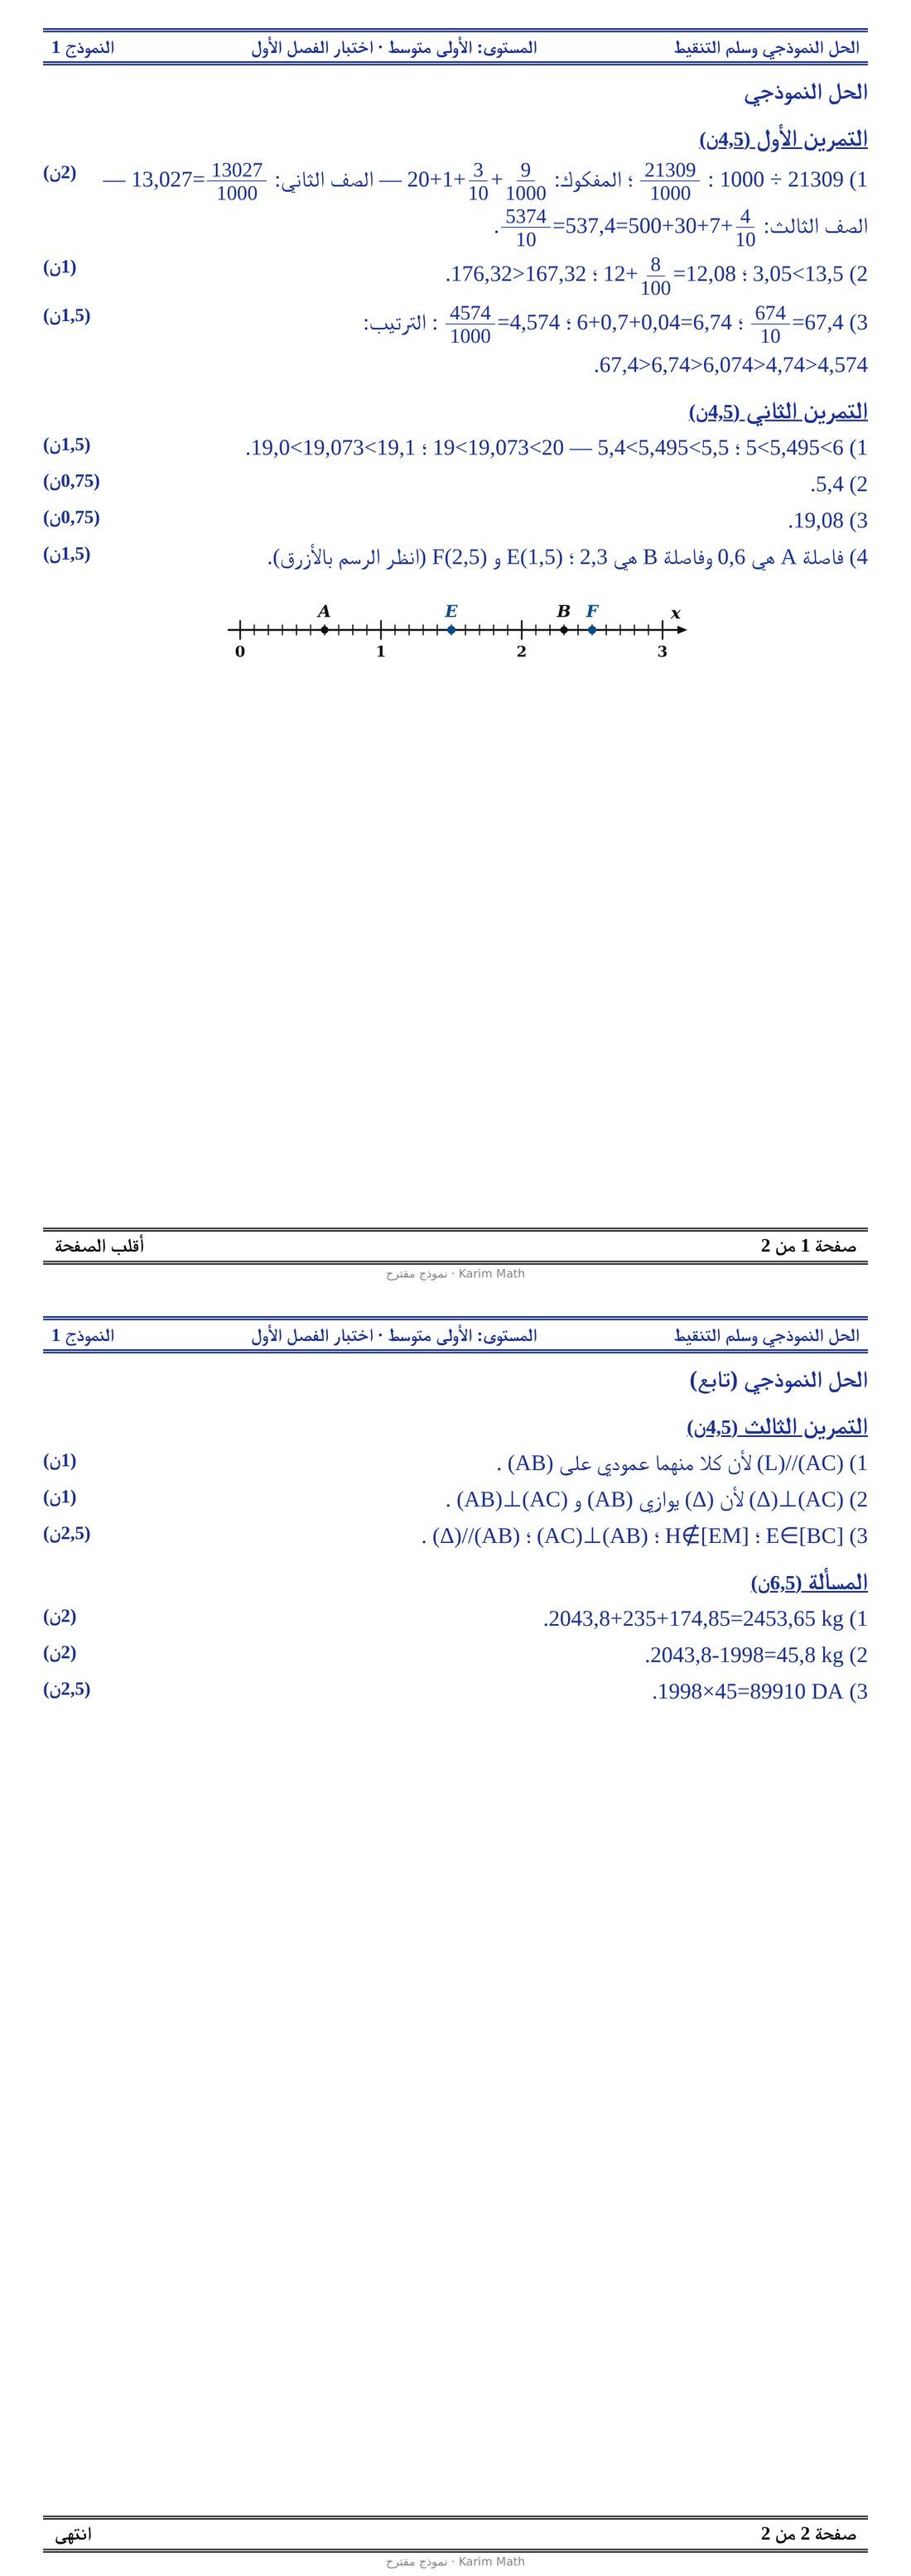 الحل النموذجي وسلم التنقيط المستوى: الأولى متوسط · اختبار الفصل الأول النموذج 1
الحل النموذجي
التمرين الأول (4,5ن)
1) 21309 ÷ 1000 : 21309/1000 ؛ المفكوك: 20+1+3/10+9/1000 — الصف الثاني: 13,027=13027/1000 — (2ن)
الصف الثالث: 5374/10=537,4=500+30+7+4/10.
2) 3,05<13,5 ؛ 12+8/100=12,08 ؛ 176,32>167,32. (1ن)
3) 674/10=67,4 ؛ 6+0,7+0,04=6,74 ؛ 4574/1000=4,574 ؛ الترتيب: (1,5ن)
67,4>6,74>6,074>4,74>4,574.
التمرين الثاني (4,5ن)
1) 5<5,495<6 ؛ 5,4<5,495<5,5 — 19<19,073<20 ؛ 19,0<19,073<19,1. (1,5ن)
2) 5,4. (0,75ن)
3) 19,08. (0,75ن)
4) فاصلة A هي 0,6 وفاصلة B هي 2,3 ؛ E(1,5) و F(2,5) (انظر الرسم بالأزرق). (1,5ن)
A E B F x
0 1 2 3
صفحة 1 من 2 أقلب الصفحة
Karim Math · نموذج مقترح
الحل النموذجي وسلم التنقيط المستوى: الأولى متوسط · اختبار الفصل الأول النموذج 1
الحل النموذجي (تابع)
التمرين الثالث (4,5ن)
1) (L)//(AC) لأن كلا منهما عمودي على (AB) . (1ن)
2) (Δ)⊥(AC) لأن (Δ) يوازي (AB) و (AB)⊥(AC) . (1ن)
3) E∈[BC] ؛ H∉[EM] ؛ (AC)⊥(AB) ؛ (Δ)//(AB) . (2,5ن)
المسألة (6,5ن)
1) 2043,8+235+174,85=2453,65 kg. (2ن)
2) 2043,8-1998=45,8 kg. (2ن)
3) 1998×45=89910 DA. (2,5ن)
صفحة 2 من 2 انتهى
Karim Math · نموذج مقترح